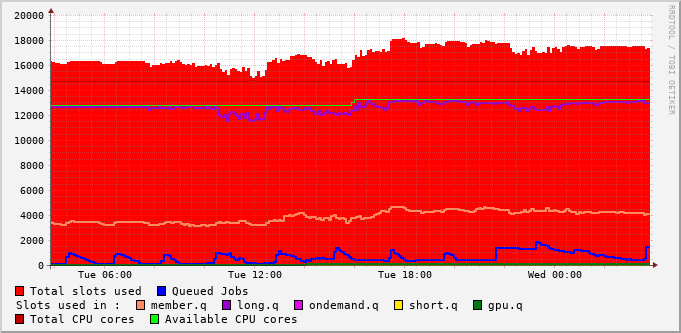 20000
18000
16000
14000
12000
10000
8000
6000
4000
2000
0
Tue 06:00 Tue 12:00 Tue 18:00 Wed 00:00
RRDTOOL / TOBI OETIKER
Total slots used Queued Jobs
Slots used in : member.q long.q ondemand.q short.q gpu.q
Total CPU cores Available CPU cores